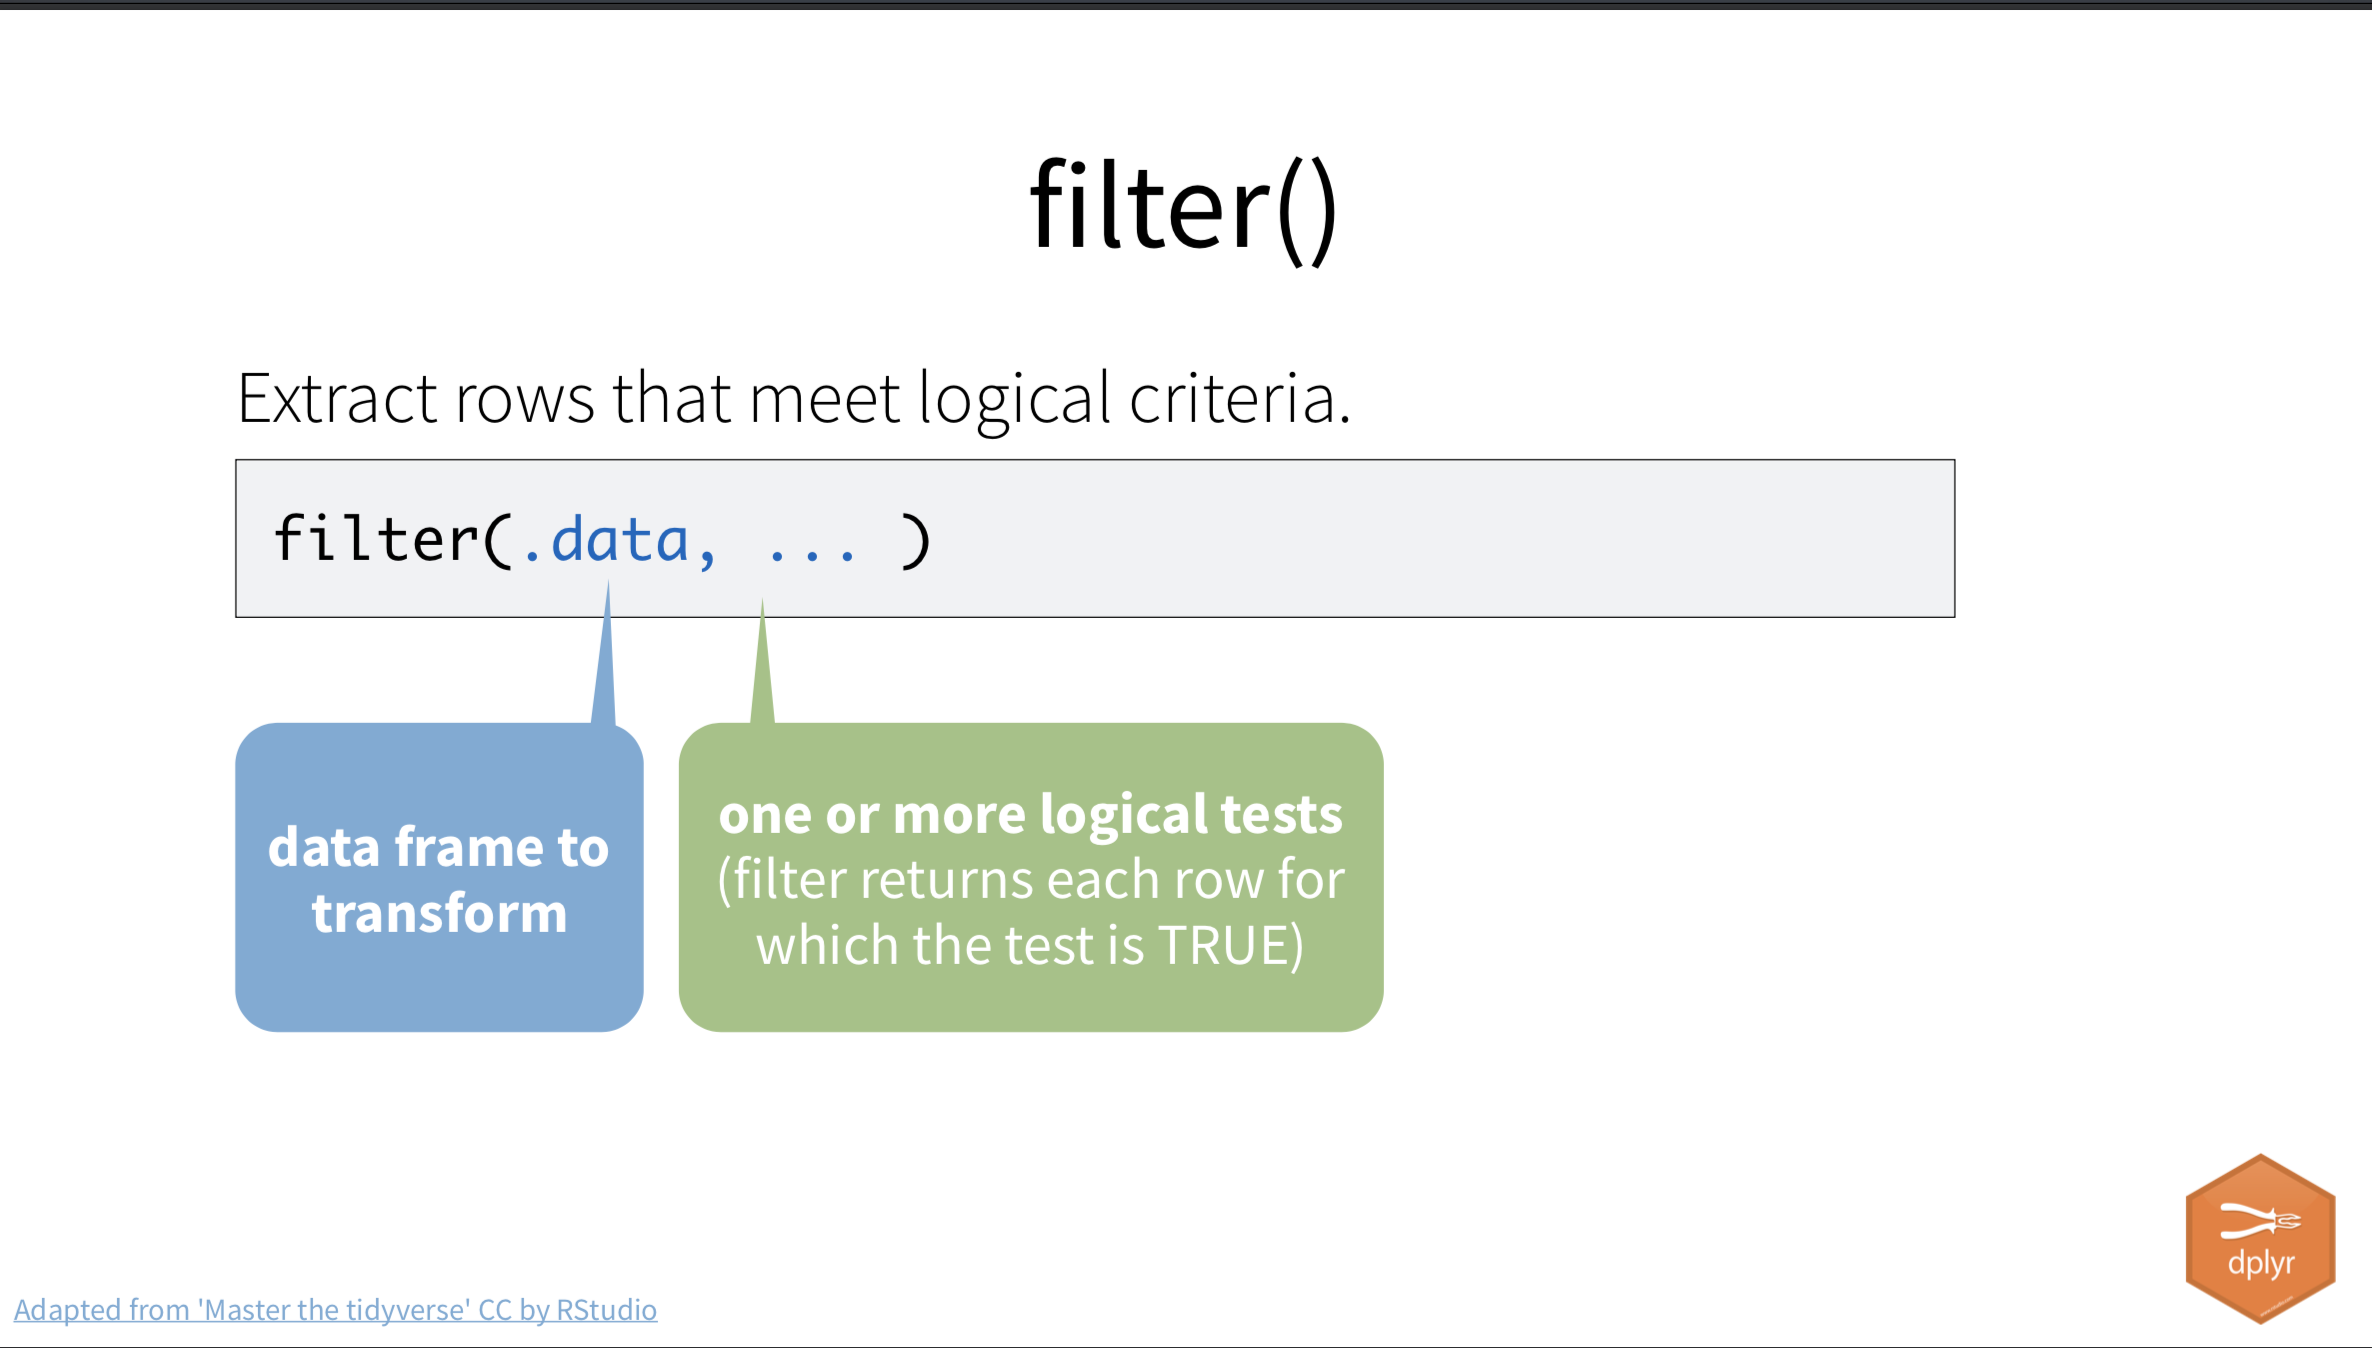 filter()
Extract rows that meet logical criteria.
filter(.data, ... )
data frame to
transform
one or more logical tests
(filter returns each row for
which the test is TRUE)
dplyr
Adapted from 'Master the tidyverse' CC by RStudio